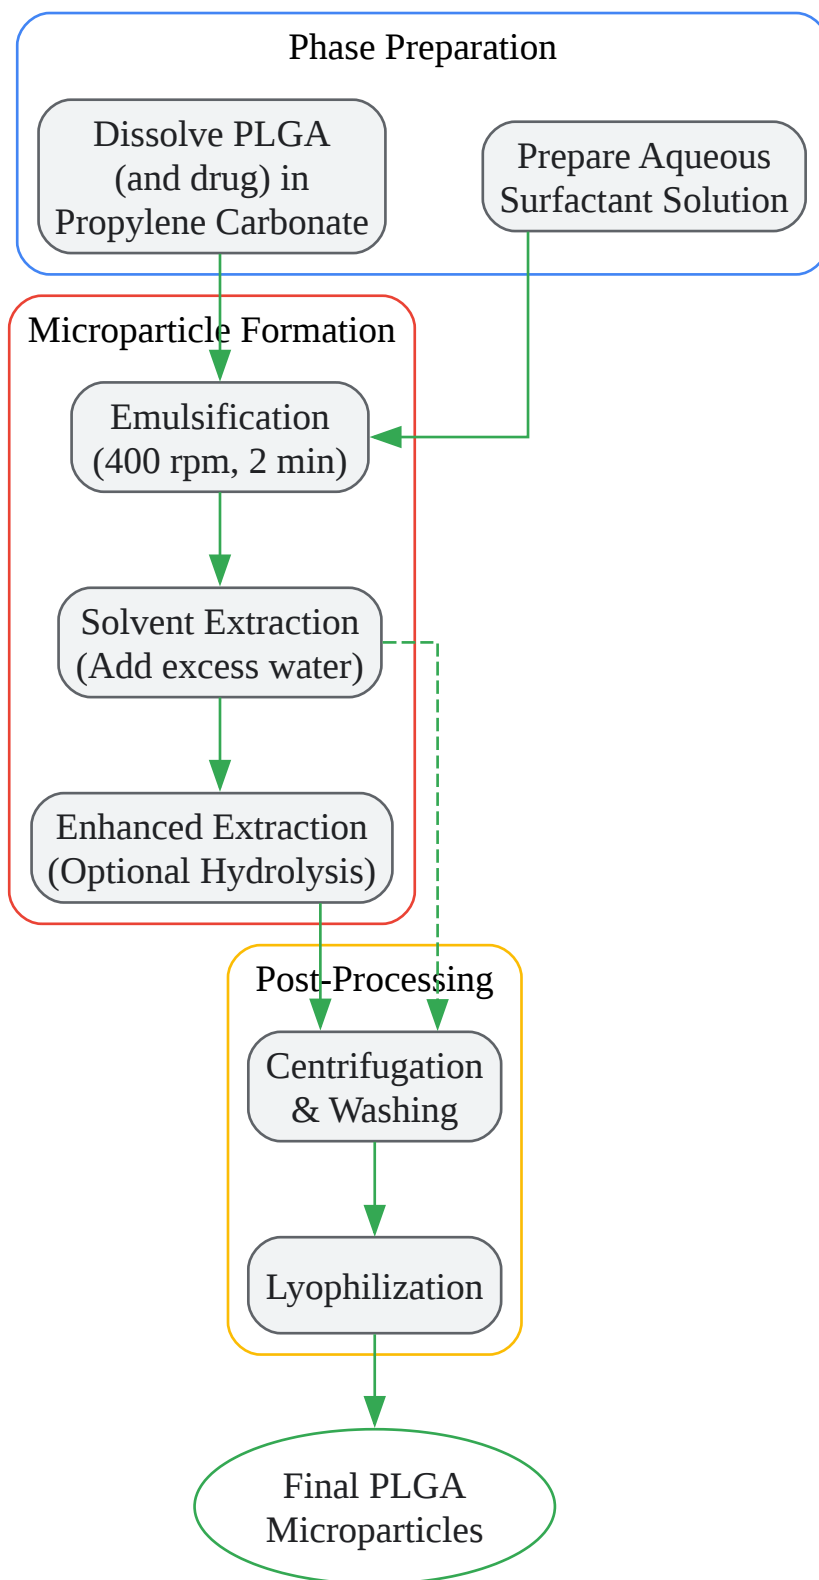 Phase Preparation
Dissolve PLGA
(and drug) in
Propylene Carbonate
Prepare Aqueous
Surfactant Solution
Microparticle Formation
Emulsification
(400 rpm, 2 min)
Solvent Extraction
(Add excess water)
Enhanced Extraction
(Optional Hydrolysis)
Post-Processing
Centrifugation
& Washing
Lyophilization
Final PLGA
Microparticles